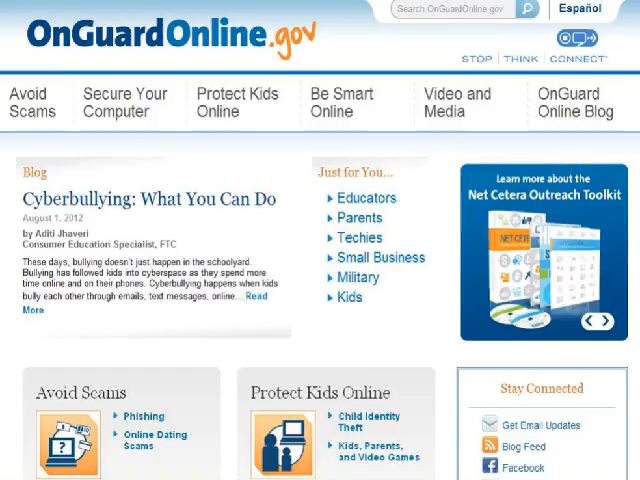 OnGuardOnline.gov
Search OnGuardOnline.gov
Español
STOP | THINK | CONNECT
Avoid Scams
Secure Your Computer
Protect Kids Online
Be Smart Online
Video and Media
OnGuard Online Blog
Blog
Cyberbullying: What You Can Do
August 1, 2012
by Aditi Jhaveri
Consumer Education Specialist, FTC
These days, bullying doesn't just happen in the schoolyard.
Bullying has followed kids into cyberspace as they spend more
time online and on their phones. Cyberbullying happens when kids
bully each other through emails, text messages, online... Read
More
Just for You...
Educators
Parents
Techies
Small Business
Military
Kids
Learn more about the
Net Cetera Outreach Toolkit
NET CETERA
Avoid Scams
Phishing
Online Dating
Scams
Protect Kids Online
Child Identity
Theft
Kids, Parents,
and Video Games
Stay Connected
Get Email Updates
Blog Feed
Facebook